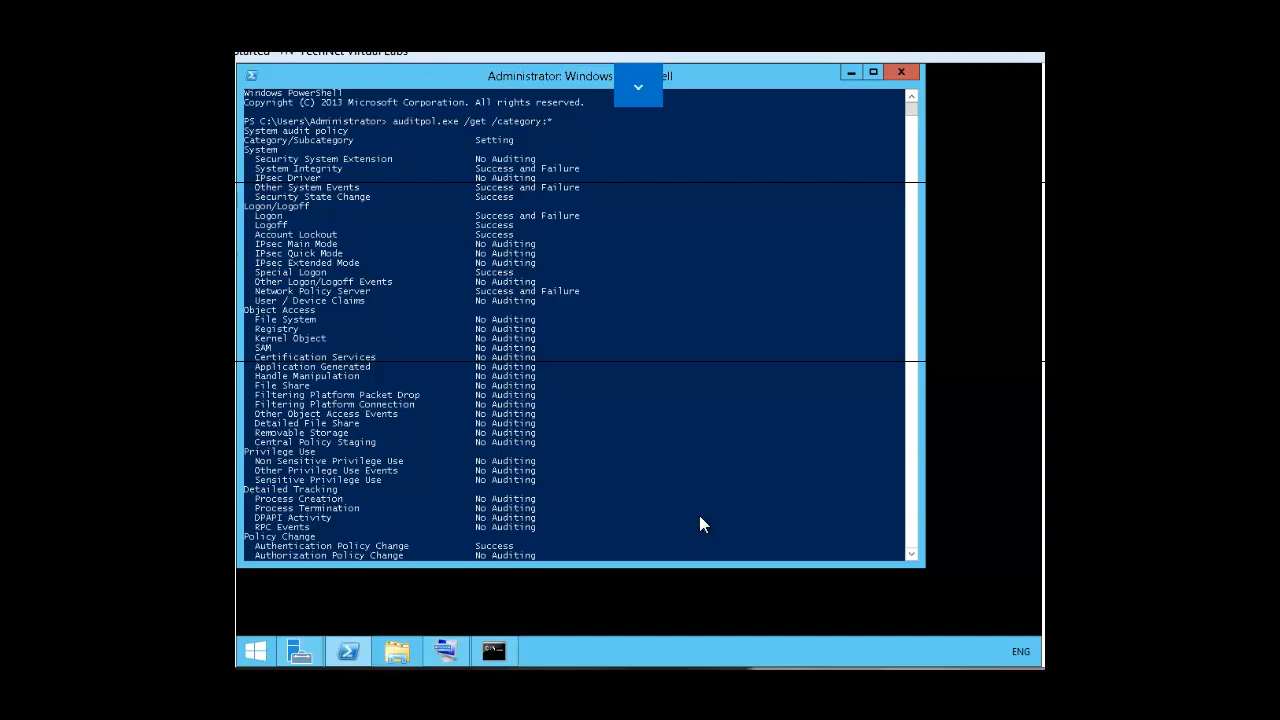 Started TN TechNet Virtual Labs
Administrator: Windows ell
Windows PowerShell
Copyright (C) 2013 Microsoft Corporation. All rights reserved.
PS C:\Users\Administrator> auditpol.exe /get /category:*
System audit policy
Category/Subcategory Setting
System
Security System Extension No Auditing
System Integrity Success and Failure
IPsec Driver No Auditing
Other System Events Success and Failure
Security State Change Success
Logon/Logoff
Logon Success and Failure
Logoff Success
Account Lockout Success
IPsec Main Mode No Auditing
IPsec Quick Mode No Auditing
IPsec Extended Mode No Auditing
Special Logon Success
Other Logon/Logoff Events No Auditing
Network Policy Server Success and Failure
User / Device Claims No Auditing
Object Access
File System No Auditing
Registry No Auditing
Kernel Object No Auditing
SAM No Auditing
Certification Services No Auditing
Application Generated No Auditing
Handle Manipulation No Auditing
File Share No Auditing
Filtering Platform Packet Drop No Auditing
Filtering Platform Connection No Auditing
Other Object Access Events No Auditing
Detailed File Share No Auditing
Removable Storage No Auditing
Central Policy Staging No Auditing
Privilege Use
Non Sensitive Privilege Use No Auditing
Other Privilege Use Events No Auditing
Sensitive Privilege Use No Auditing
Detailed Tracking
Process Creation No Auditing
Process Termination No Auditing
DPAPI Activity No Auditing
RPC Events No Auditing
Policy Change
Authentication Policy Change Success
Authorization Policy Change No Auditing
C:\
ENG